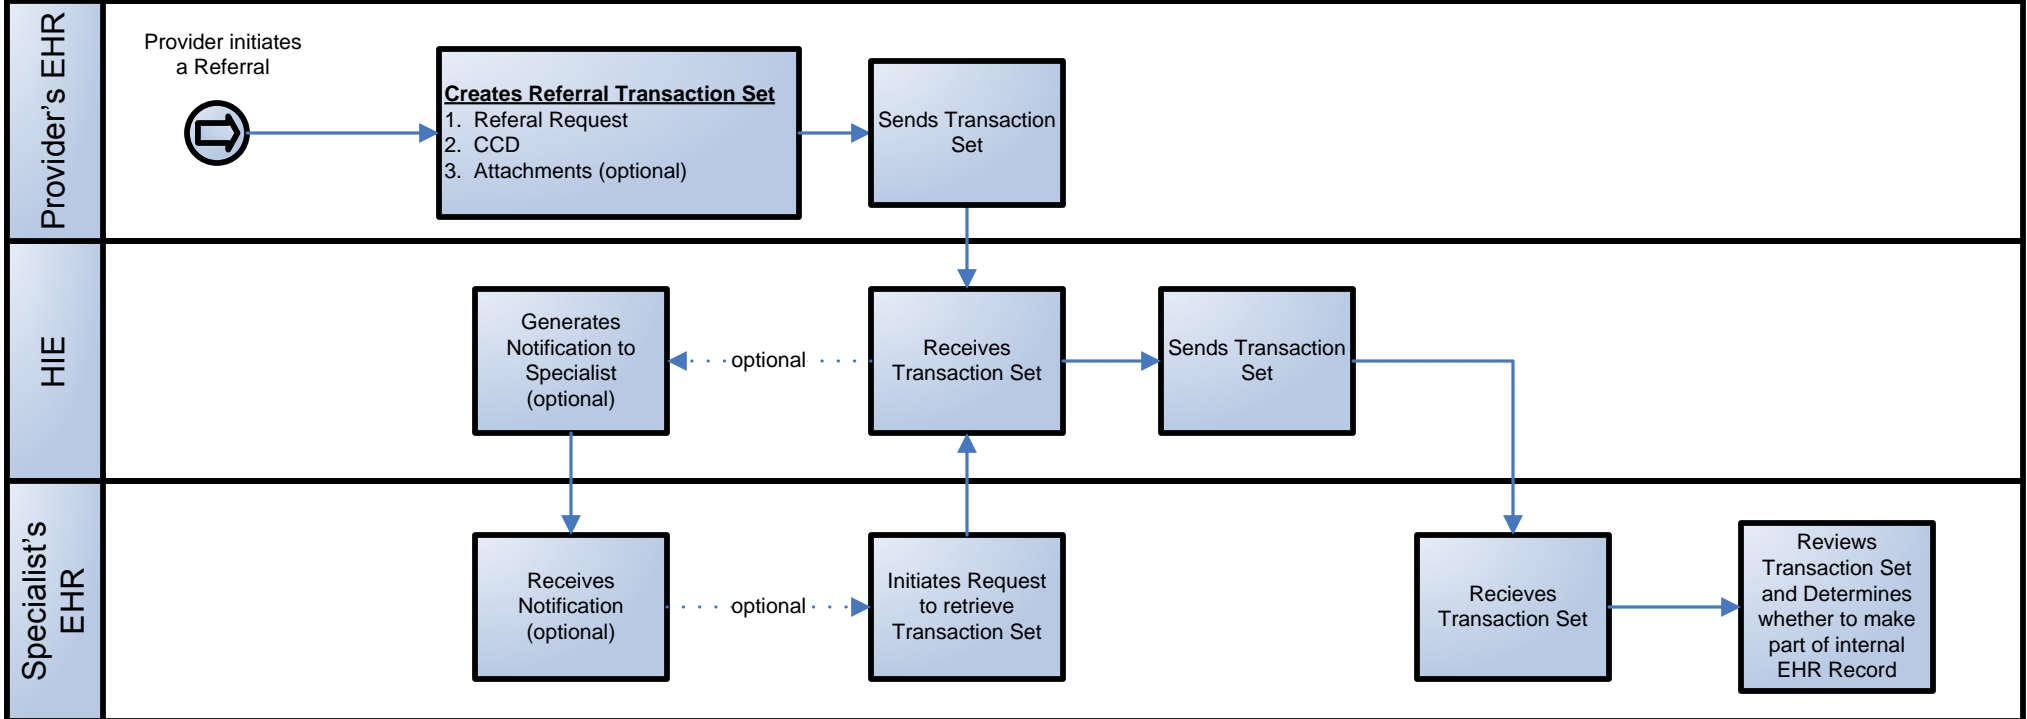 Provider's EHR
Provider initiates
a Referral
Creates Referral Transaction Set
1. Referal Request
2. CCD
3. Attachments (optional)
Sends Transaction
Set
HIE
Generates
Notification to
Specialist
(optional)
optional
Receives
Transaction Set
Sends Transaction
Set
Specialist's
EHR
Receives
Notification
(optional)
optional
Initiates Request
to retrieve
Transaction Set
Recieves
Transaction Set
Reviews
Transaction Set
and Determines
whether to make
part of internal
EHR Record